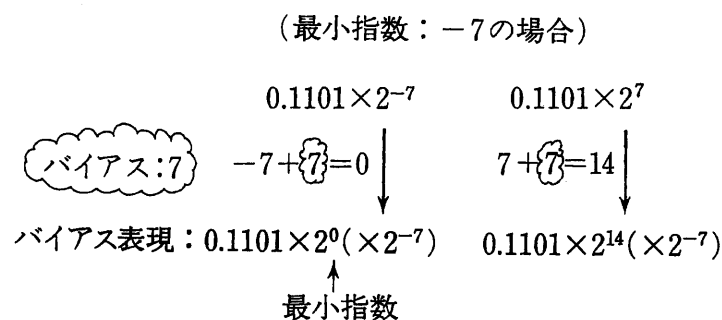 （最小指数：−7の場合）
0.1101×2⁻⁷ 0.1101×2⁷
バイアス：7 −7+7=0 7+7=14
バイアス表現：0.1101×2⁰(×2⁻⁷) 0.1101×2¹⁴(×2⁻⁷)
最小指数